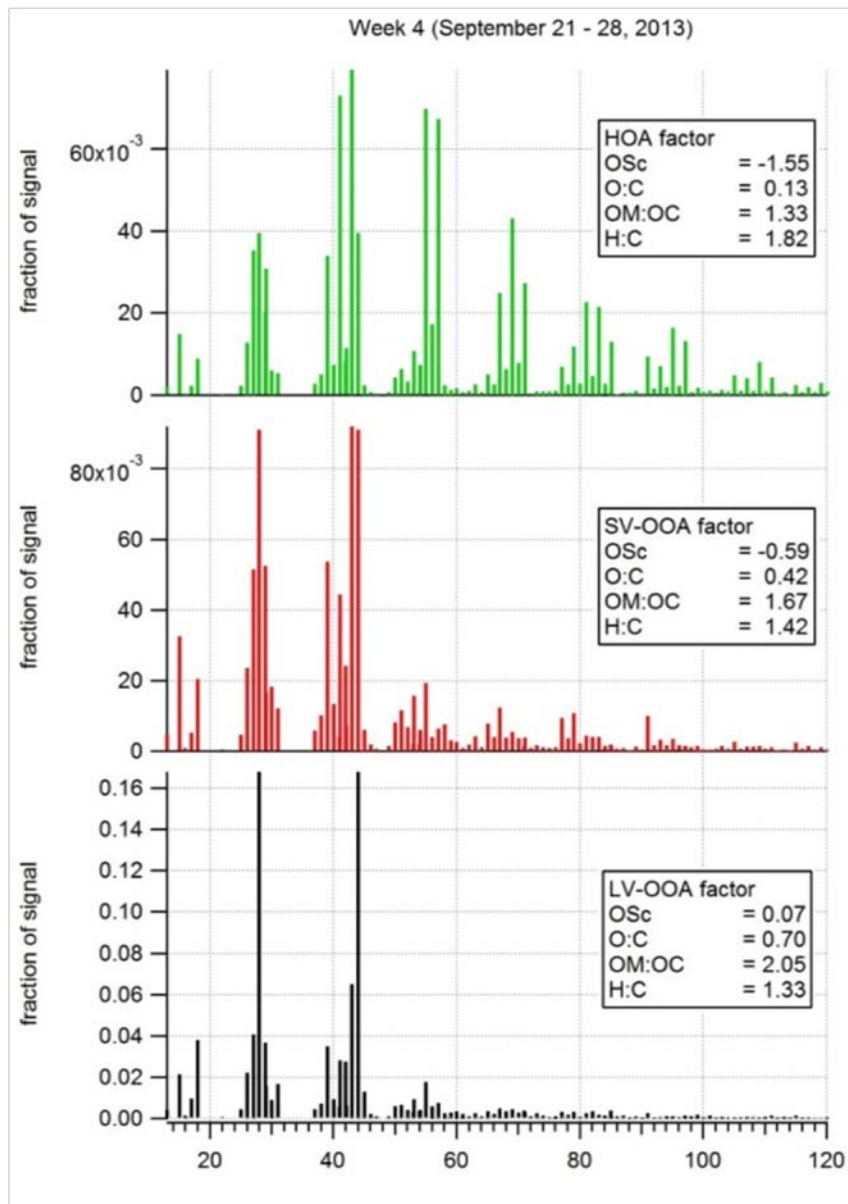 Week 4 (September 21 - 28, 2013)
fraction of signal
60x10⁻³
40
20
0
HOA factor
OSc = -1.55
O:C = 0.13
OM:OC = 1.33
H:C = 1.82
fraction of signal
80x10⁻³
60
40
20
0
SV-OOA factor
OSc = -0.59
O:C = 0.42
OM:OC = 1.67
H:C = 1.42
fraction of signal
0.16
0.14
0.12
0.10
0.08
0.06
0.04
0.02
0.00
LV-OOA factor
OSc = 0.07
O:C = 0.70
OM:OC = 2.05
H:C = 1.33
20 40 60 80 100 120